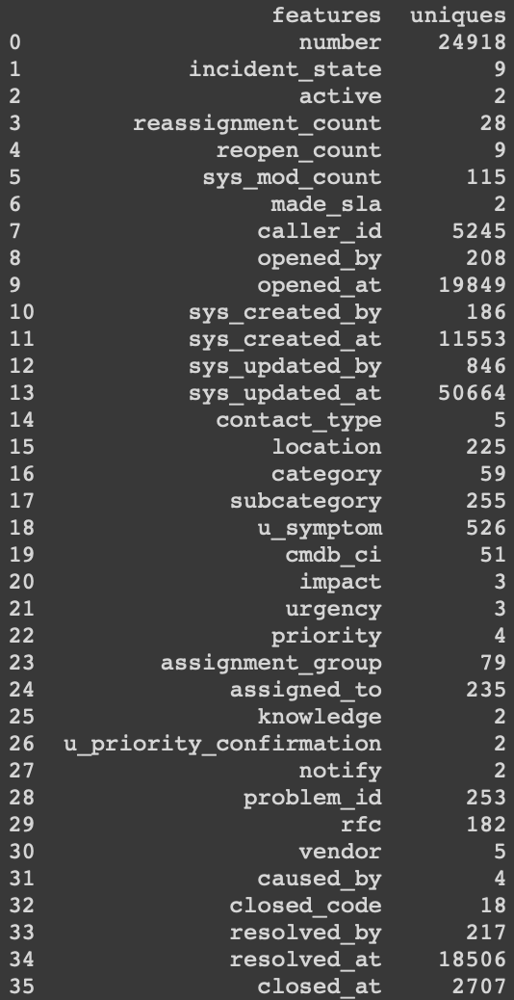 features uniques
0 number 24918
1 incident_state 9
2 active 2
3 reassignment_count 28
4 reopen_count 9
5 sys_mod_count 115
6 made_sla 2
7 caller_id 5245
8 opened_by 208
9 opened_at 19849
10 sys_created_by 186
11 sys_created_at 11553
12 sys_updated_by 846
13 sys_updated_at 50664
14 contact_type 5
15 location 225
16 category 59
17 subcategory 255
18 u_symptom 526
19 cmdb_ci 51
20 impact 3
21 urgency 3
22 priority 4
23 assignment_group 79
24 assigned_to 235
25 knowledge 2
26 u_priority_confirmation 2
27 notify 2
28 problem_id 253
29 rfc 182
30 vendor 5
31 caused_by 4
32 closed_code 18
33 resolved_by 217
34 resolved_at 18506
35 closed_at 2707